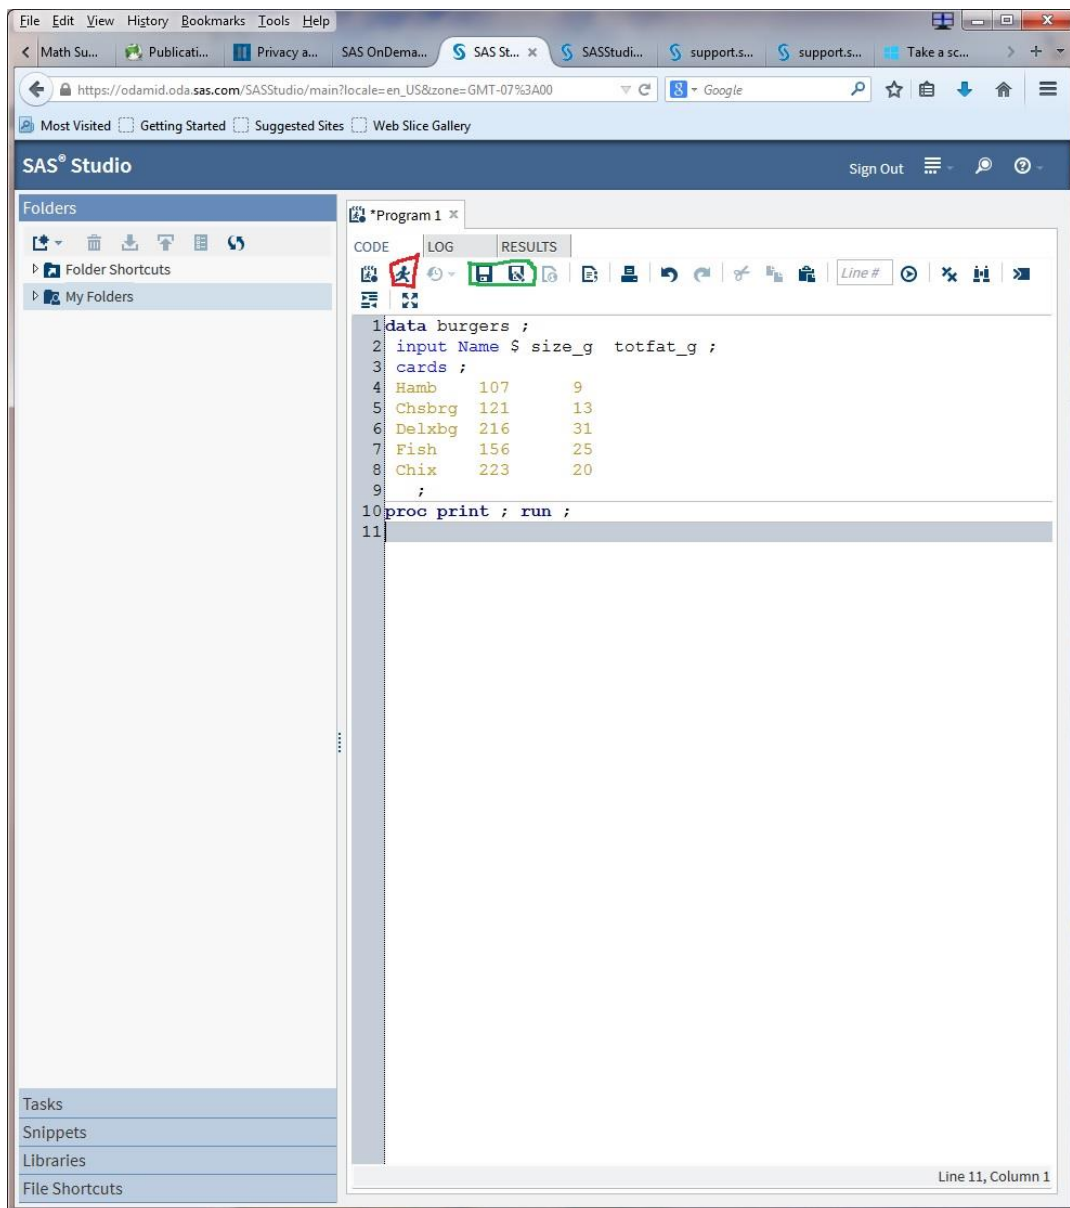 File Edit View History Bookmarks Tools Help
Math Su... Publicati... Privacy a... SAS OnDema... SAS St... SASStudi... support.s... support.s... Take a sc...
https://odamid.oda.sas.com/SASStudio/main?locale=en_US&zone=GMT-07%3A00 Google
Most Visited Getting Started Suggested Sites Web Slice Gallery
SAS® Studio Sign Out
Folders
*Program 1
CODE LOG RESULTS
Folder Shortcuts
My Folders
Line #
1 data burgers ;
2 input Name $ size_g totfat_g ;
3 cards ;
4 Hamb 107 9
5 Chsbrg 121 13
6 Delxbg 216 31
7 Fish 156 25
8 Chix 223 20
9 ;
10 proc print ; run ;
11
Tasks
Snippets
Libraries
File Shortcuts
Line 11, Column 1